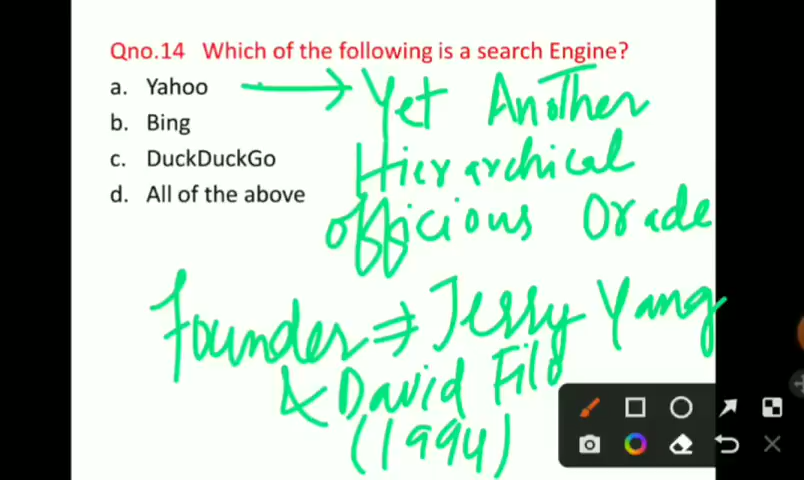 Qno.14 Which of the following is a search Engine?
a. Yahoo → Yet Another
b. Bing
Hierarchical
c. DuckDuckGo
d. All of the above
Officious Oracle
Founder ⇒ Jerry Yang
& David Filo
(1994)